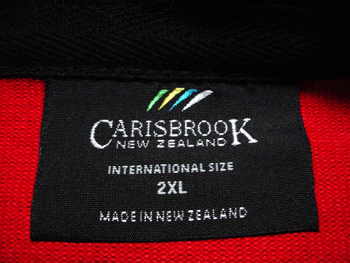 CARISBROOK
NEW ZEALAND
INTERNATIONAL SIZE
2XL
MADE IN NEW ZEALAND